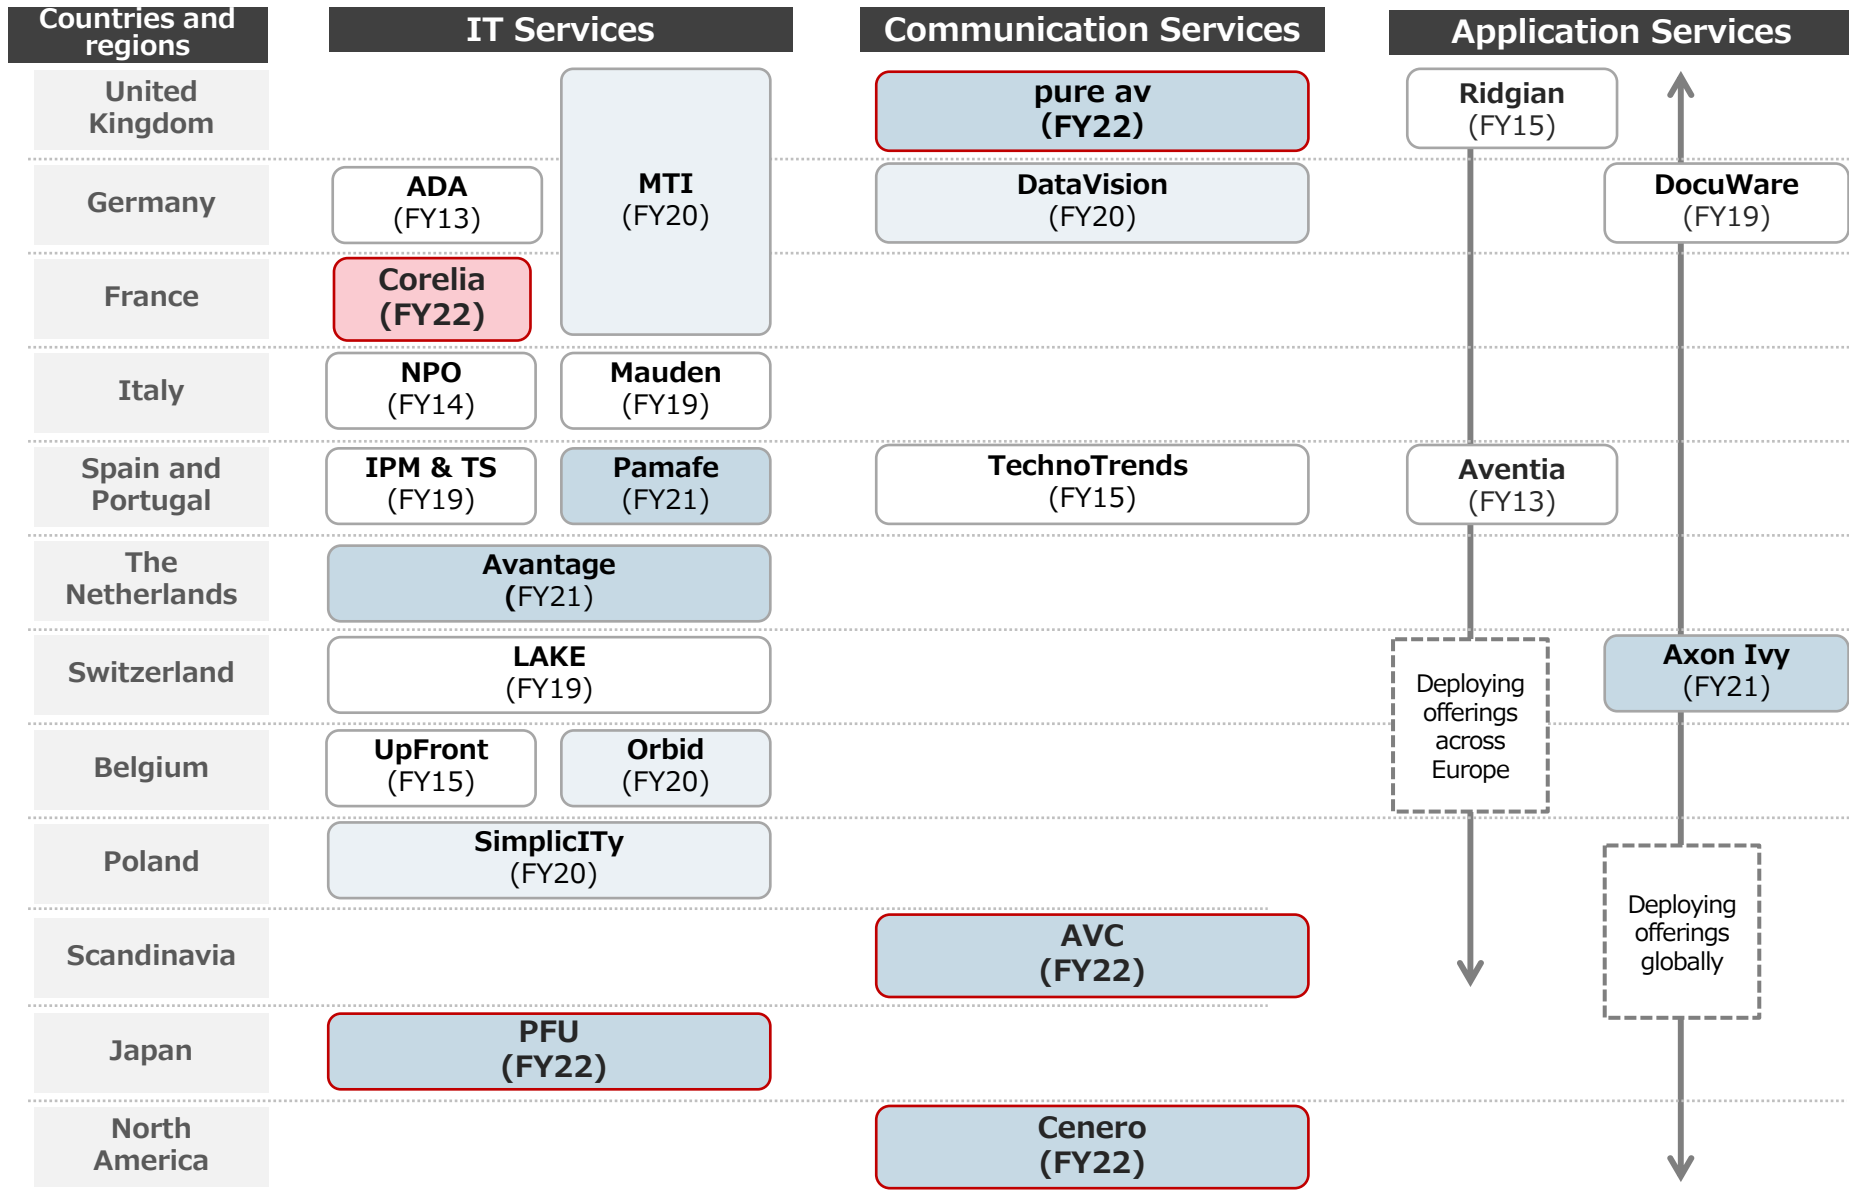 Countries and
regions
IT Services
Communication Services
Application Services
United
Kingdom
MTI
(FY20)
pure av
(FY22)
Ridgian
(FY15)
Germany
ADA
(FY13)
DataVision
(FY20)
DocuWare
(FY19)
France
Corelia
(FY22)
Italy
NPO
(FY14)
Mauden
(FY19)
Spain and
Portugal
IPM & TS
(FY19)
Pamafe
(FY21)
TechnoTrends
(FY15)
Aventia
(FY13)
The
Netherlands
Avantage
(FY21)
Switzerland
LAKE
(FY19)
Deploying
offerings
across
Europe
Axon Ivy
(FY21)
Belgium
UpFront
(FY15)
Orbid
(FY20)
Poland
SimplicITy
(FY20)
Deploying
offerings
globally
Scandinavia
AVC
(FY22)
Japan
PFU
(FY22)
North
America
Cenero
(FY22)